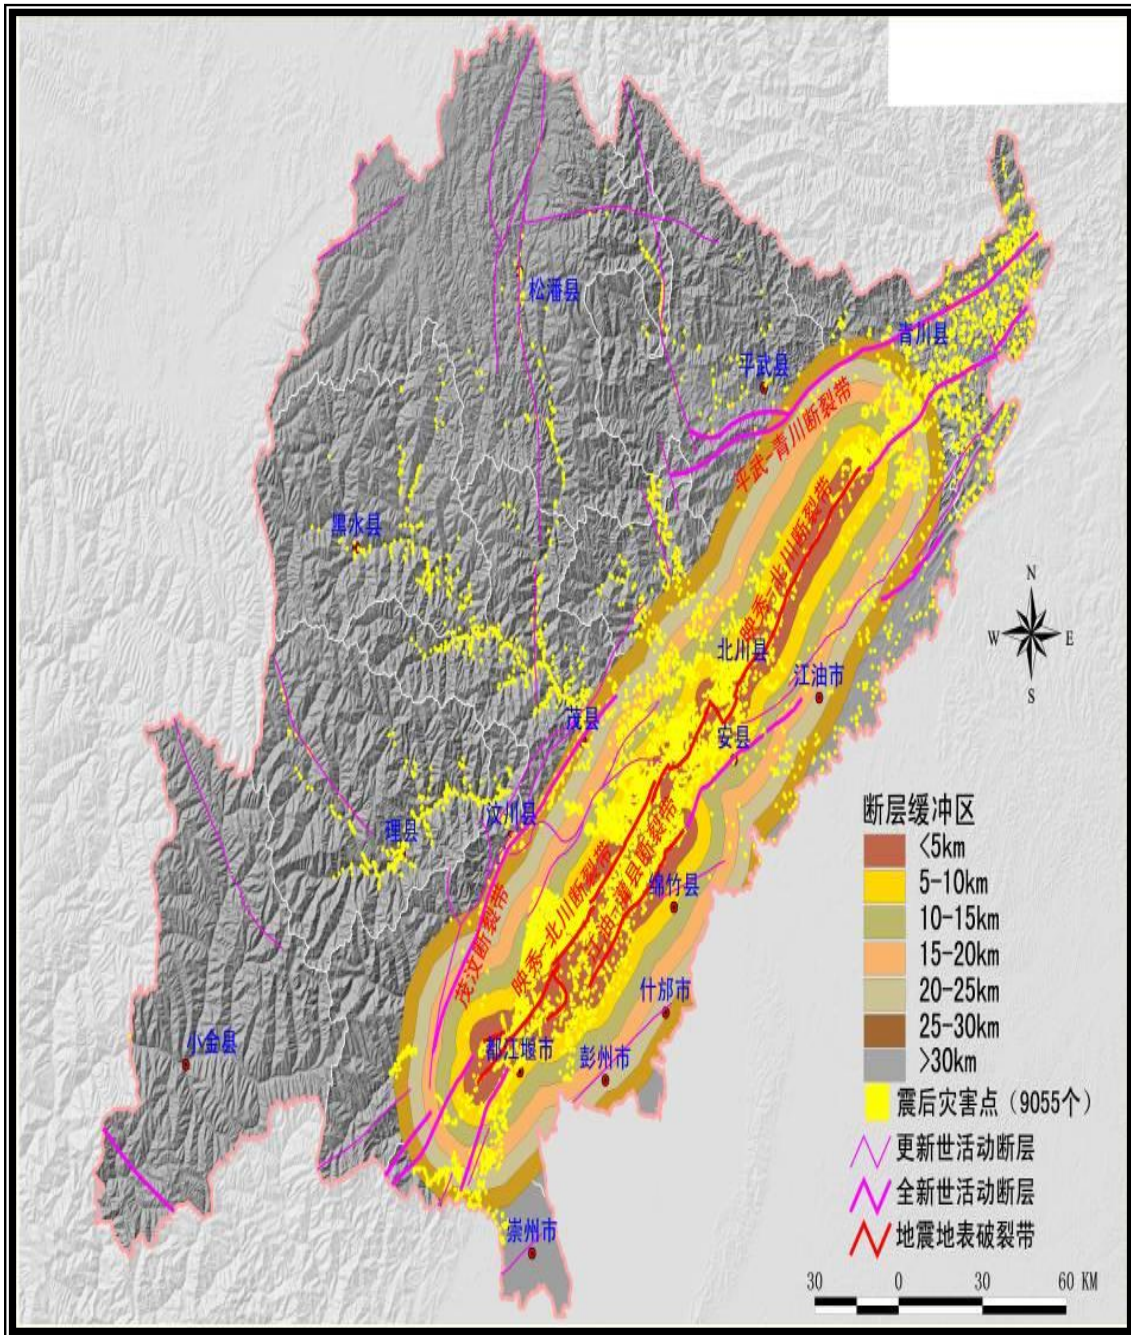 松潘县
青川县
平武县
平武-青川断裂带
黑水县
映秀-北川断裂带
北川县
江油市
茂县
安县
汶川县
理县
江油-灌县断裂带
绵竹县
映秀-北川断裂带
茂汶断裂带
什邡市
都江堰市
彭州市
小金县
崇州市
N
W
E
S
断层缓冲区
<5km
5-10km
10-15km
15-20km
20-25km
25-30km
>30km
震后灾害点（9055个）
更新世活动断层
全新世活动断层
地震地表破裂带
30 0 30 60 KM